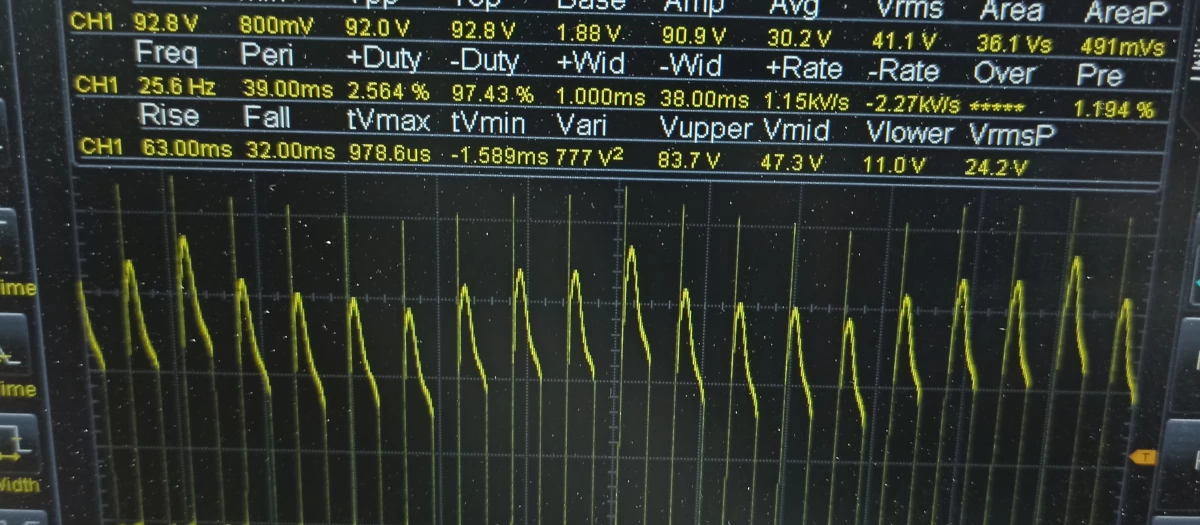 Vpp Top Base Amp Avg Vrms Area AreaP
CH1 92.8 V 800mV 92.0 V 92.8 V 1.88 V 90.9 V 30.2 V 41.1 V 36.1 Vs 491mVs
Freq Peri +Duty -Duty +Wid -Wid +Rate -Rate Over Pre
CH1 25.6 Hz 39.00ms 2.564 % 97.43 % 1.000ms 38.00ms 1.15kV/s -2.27kV/s ***** 1.194 %
Rise Fall tVmax tVmin Vari Vupper Vmid Vlower VrmsP
CH1 63.00ms 32.00ms 978.6us -1.589ms 777 V² 83.7 V 47.3 V 11.0 V 24.2 V
ime
ime
T
Width